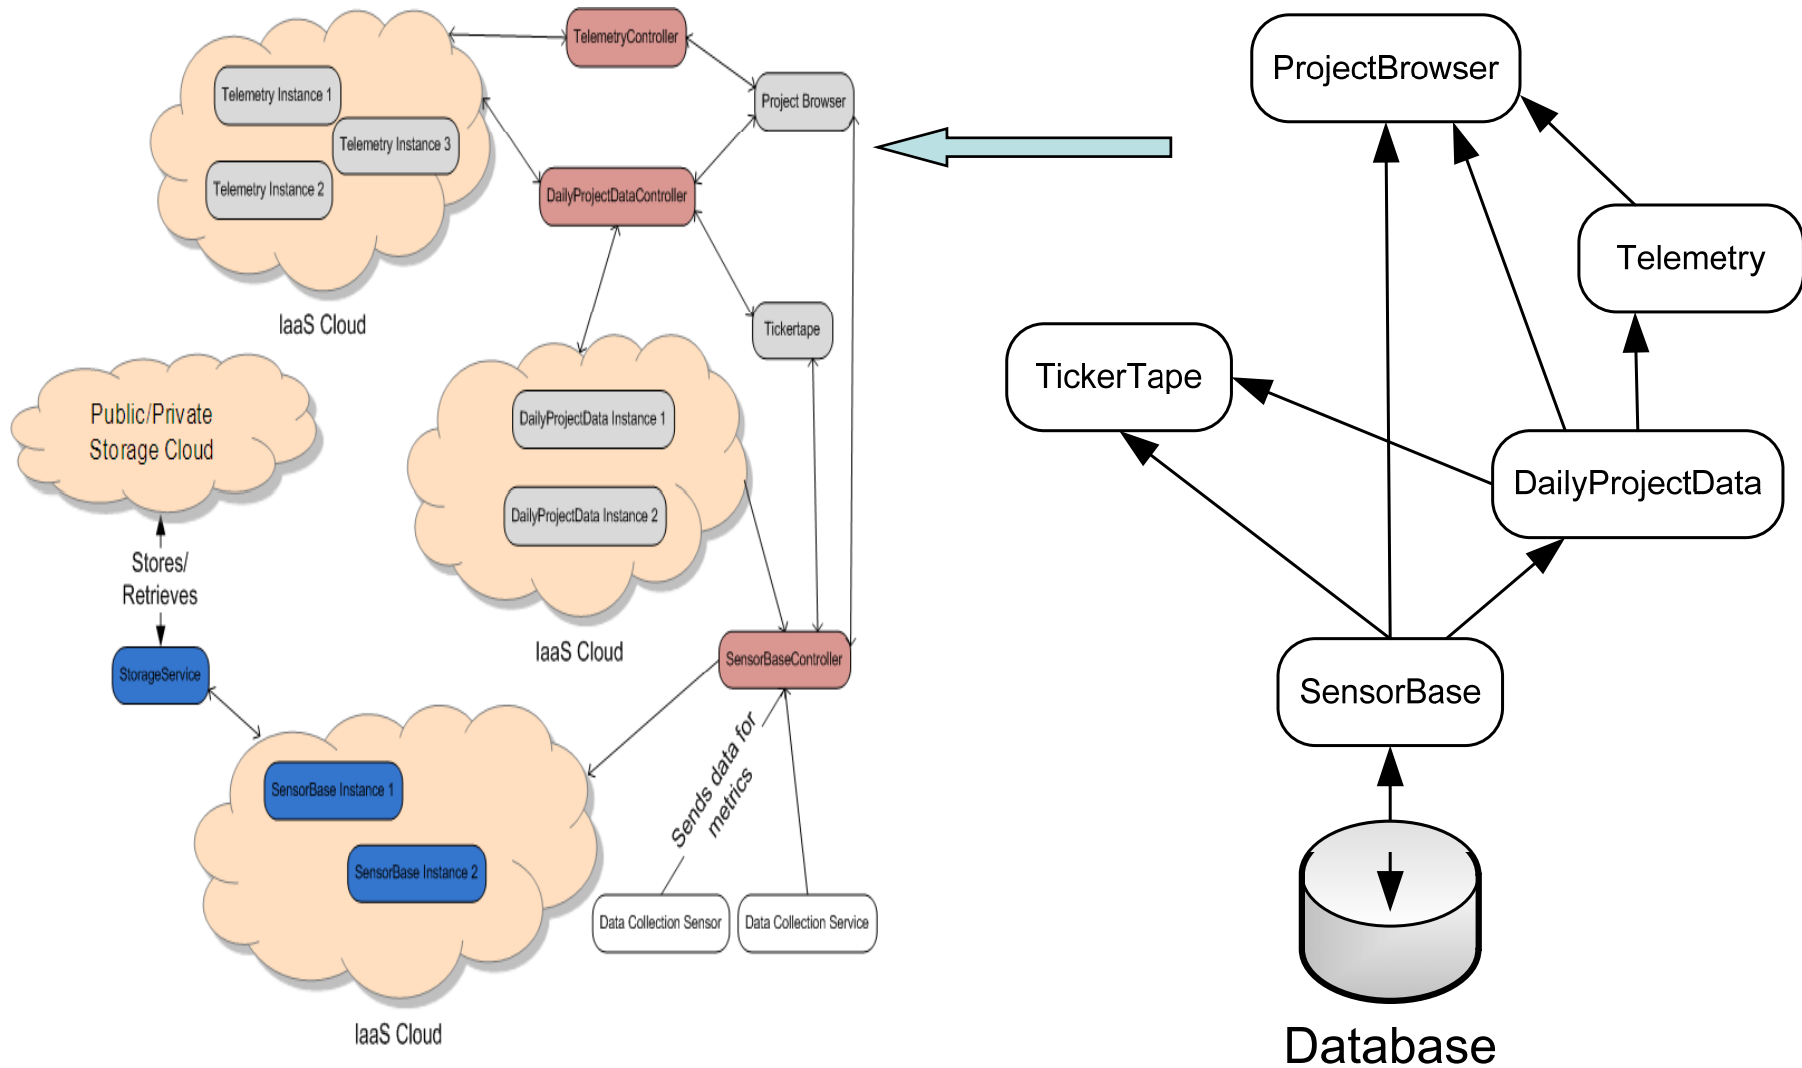 TelemetryController
Project Browser
Telemetry Instance 1
Telemetry Instance 3
Telemetry Instance 2
DailyProjectDataController
IaaS Cloud
Tickertape
Public/Private
Storage Cloud
DailyProjectData Instance 1
DailyProjectData Instance 2
Stores/
Retrieves
IaaS Cloud
SensorBaseController
StorageService
Sends data for
metrics
SensorBase Instance 1
SensorBase Instance 2
Data Collection Sensor
Data Collection Service
IaaS Cloud
ProjectBrowser
Telemetry
TickerTape
DailyProjectData
SensorBase
Database